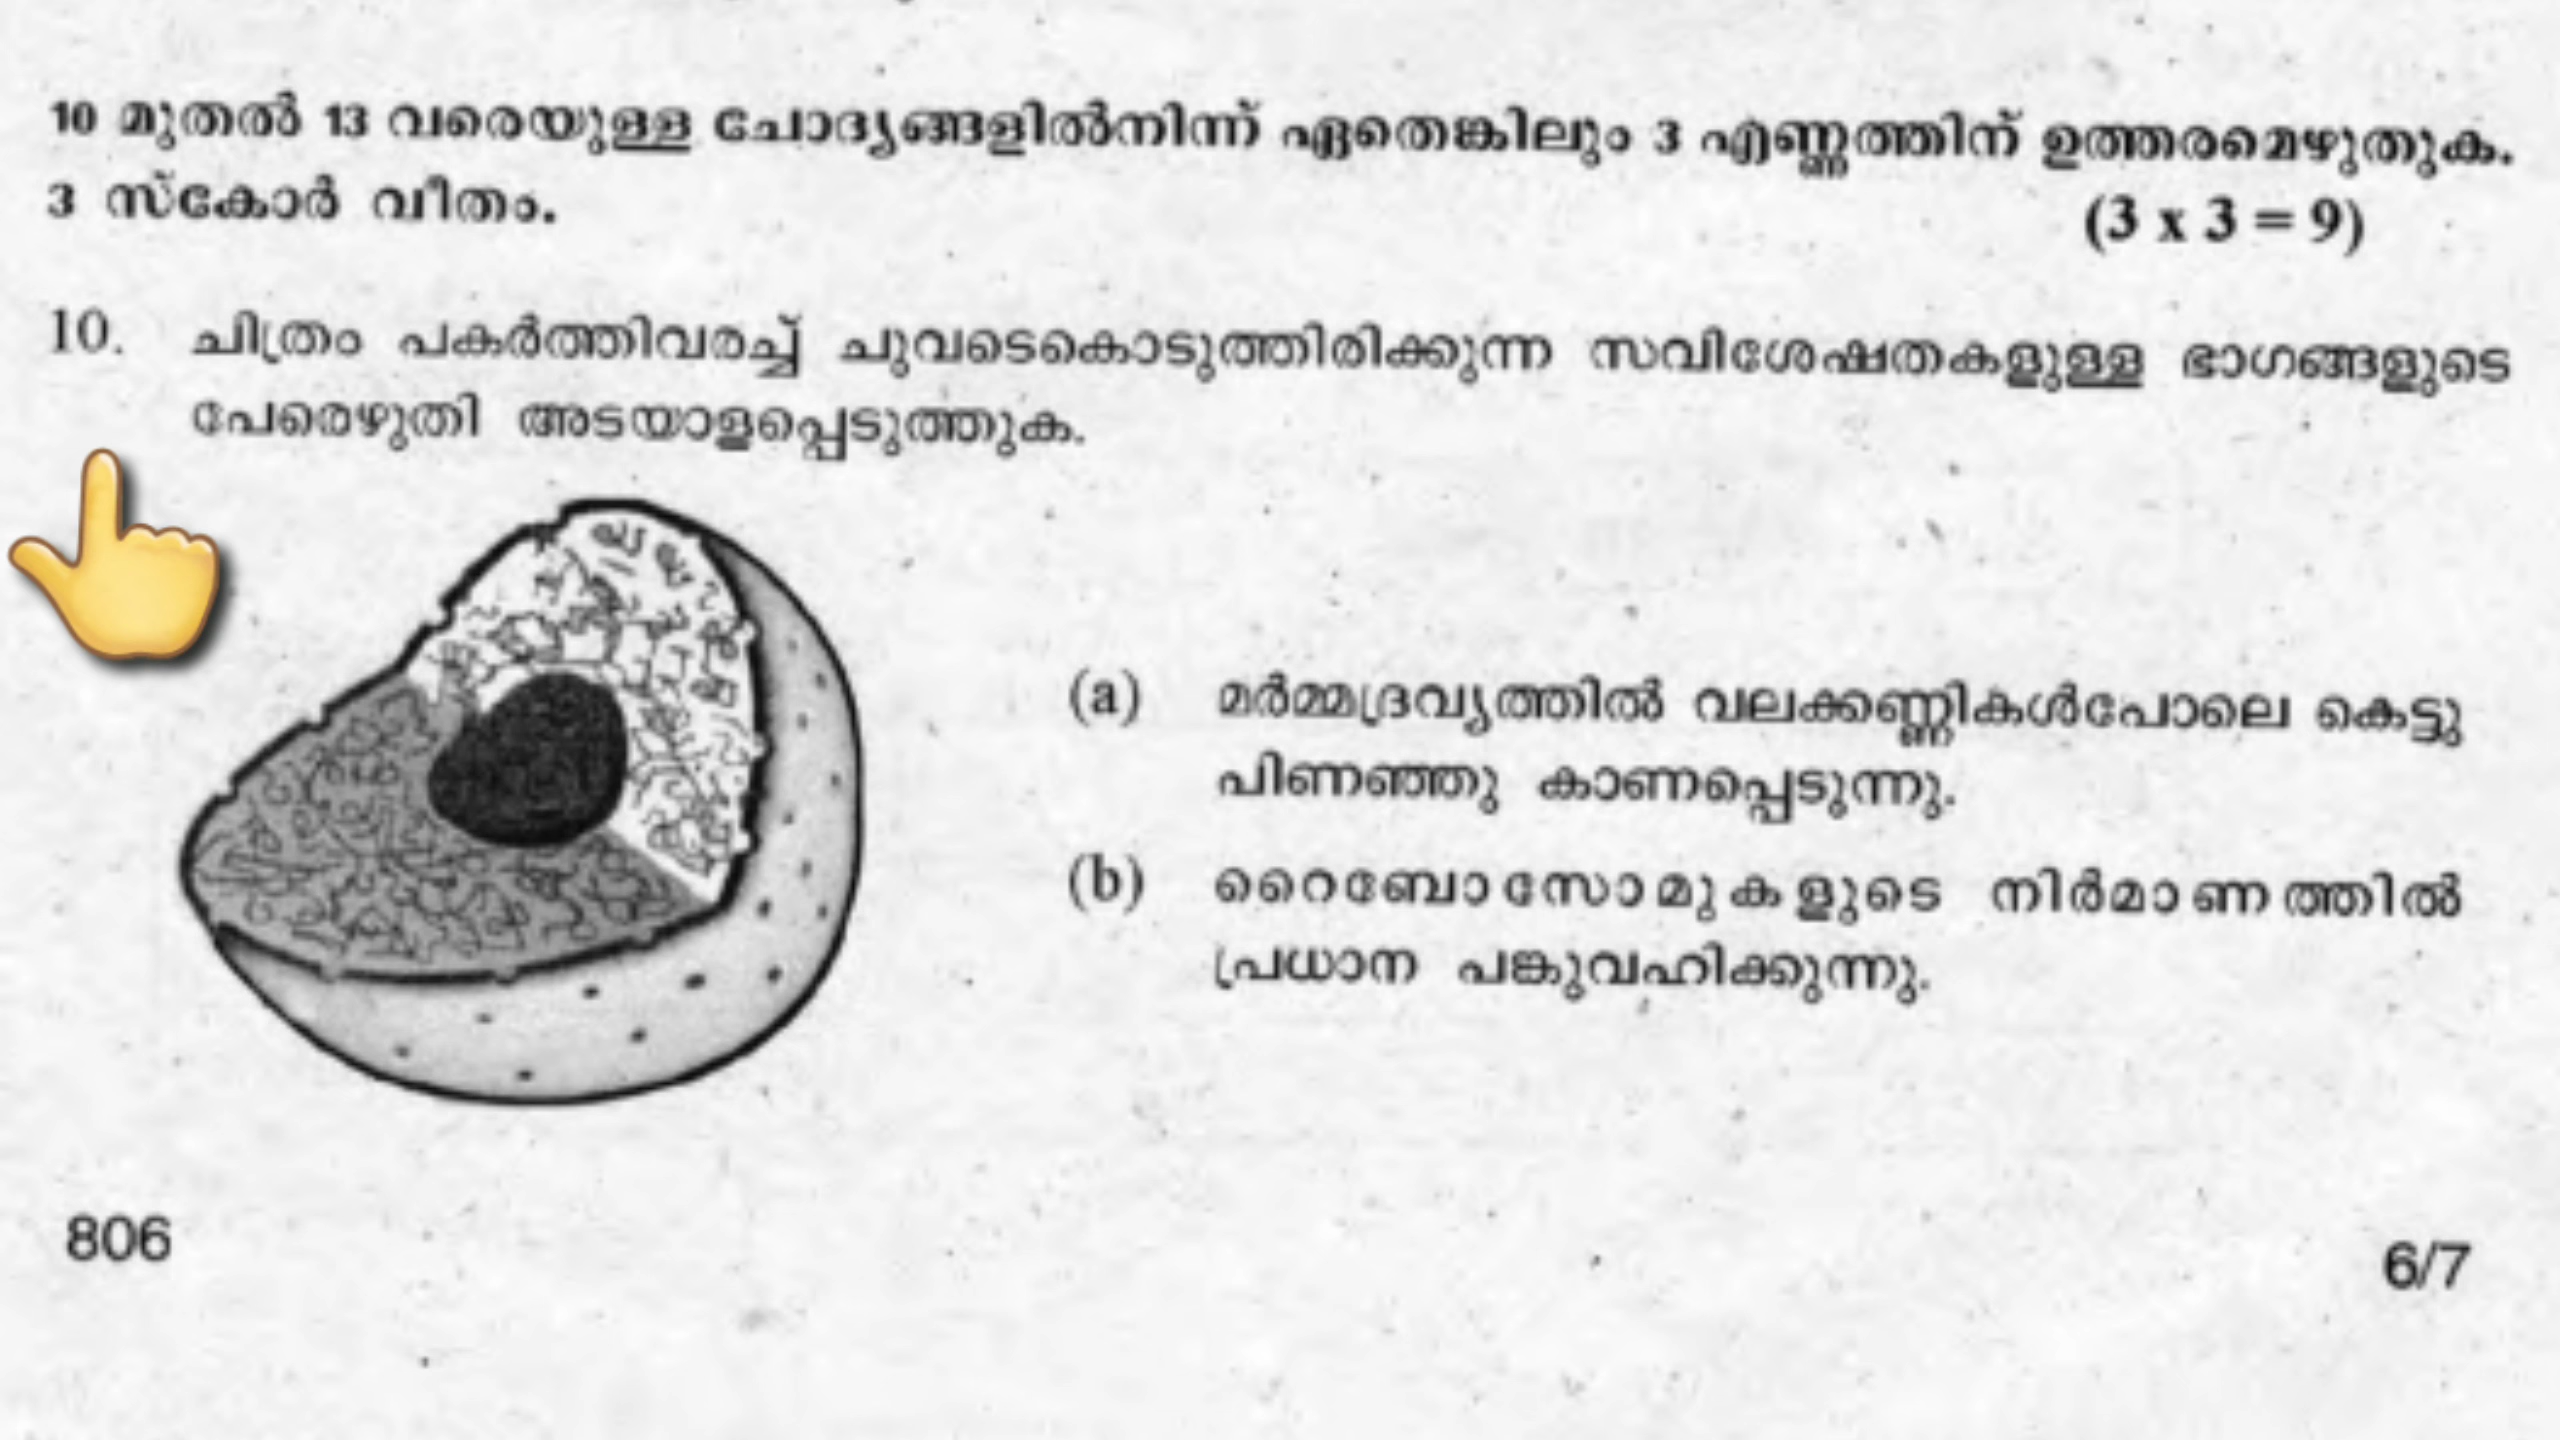 10 മുതൽ 13 വരെയുള്ള ചോദ്യങ്ങളിൽനിന്ന് ഏതെങ്കിലും 3 എണ്ണത്തിന് ഉത്തരമെഴുതുക.
3 സ്കോർ വീതം.
(3 x 3 = 9)
10. ചിത്രം പകർത്തിവരച്ച് ചുവടെകൊടുത്തിരിക്കുന്ന സവിശേഷതകളുള്ള ഭാഗങ്ങളുടെ
പേരെഴുതി അടയാളപ്പെടുത്തുക.
(a) മർമ്മദ്രവ്യത്തിൽ വലക്കണ്ണികൾപോലെ കെട്ടു
പിണഞ്ഞു കാണപ്പെടുന്നു.
(b) റൈബോസോമുകളുടെ നിർമാണത്തിൽ
പ്രധാന പങ്കുവഹിക്കുന്നു.
806
6/7